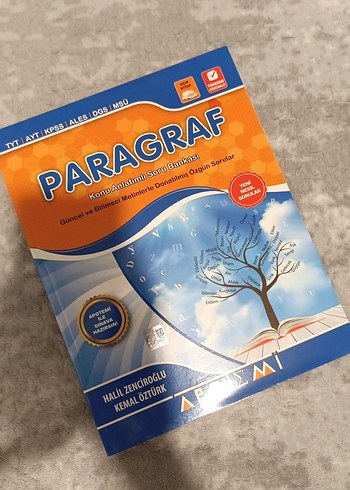 TYT | AYT | KPSS | ALES | DGS | MSÜ
PARAGRAF
Konu Anlatımlı Soru Bankası
Güncel ve Bilimsel Metinlerle Donatılmış Özgün Sorular
YENİ
NESİL
SORULAR
APOTEMİ
İLE
SINAVA
HAZIRSIN!
HALİL ZENCİROĞLU
KEMAL ÖZTÜRK